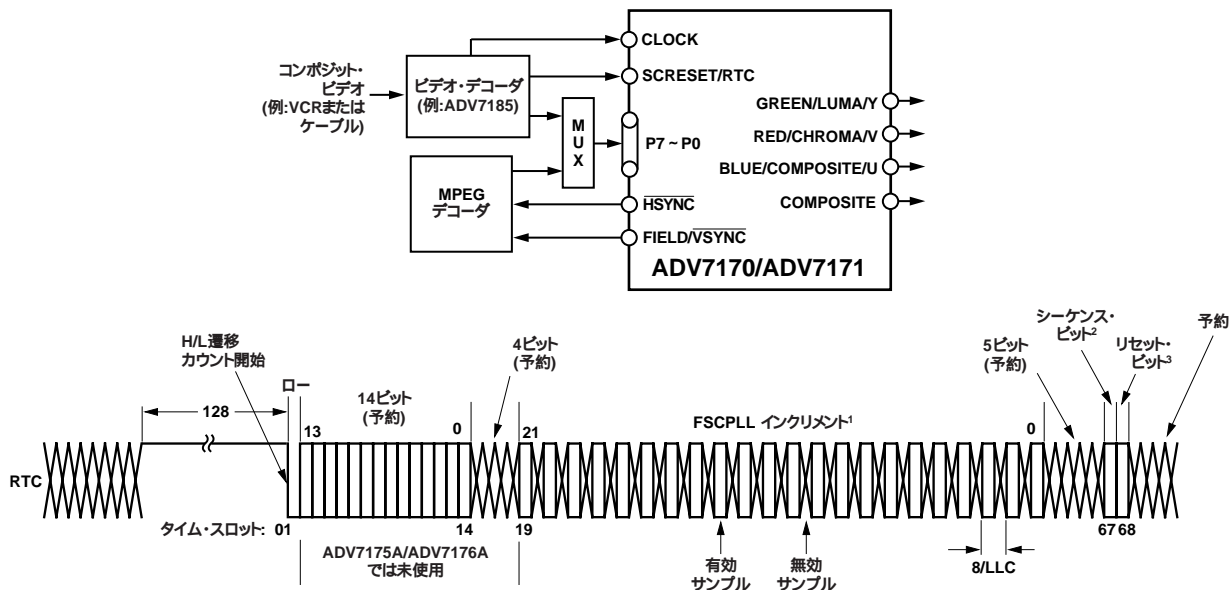 コンポジット・
ビデオ
(例:VCRまたは
ケーブル)
ビデオ・デコーダ
(例:ADV7185)
MPEG
デコーダ
M
U
X
CLOCK
SCRESET/RTC
P7 ~ P0
HSYNC
FIELD/VSYNC
GREEN/LUMA/Y
RED/CHROMA/V
BLUE/COMPOSITE/U
COMPOSITE
ADV7170/ADV7171
H/L遷移
カウント開始
ロー
128
13
14ビット
(予約)
0
4ビット
(予約)
21
FSCPLL インクリメント1
0
5ビット
(予約)
シーケンス・
ビット2
リセット・
ビット3
予約
RTC
タイム・スロット: 01
14
19
67 68
ADV7175A/ADV7176A
では未使用
有効
サンプル
無効
サンプル
8/LLC